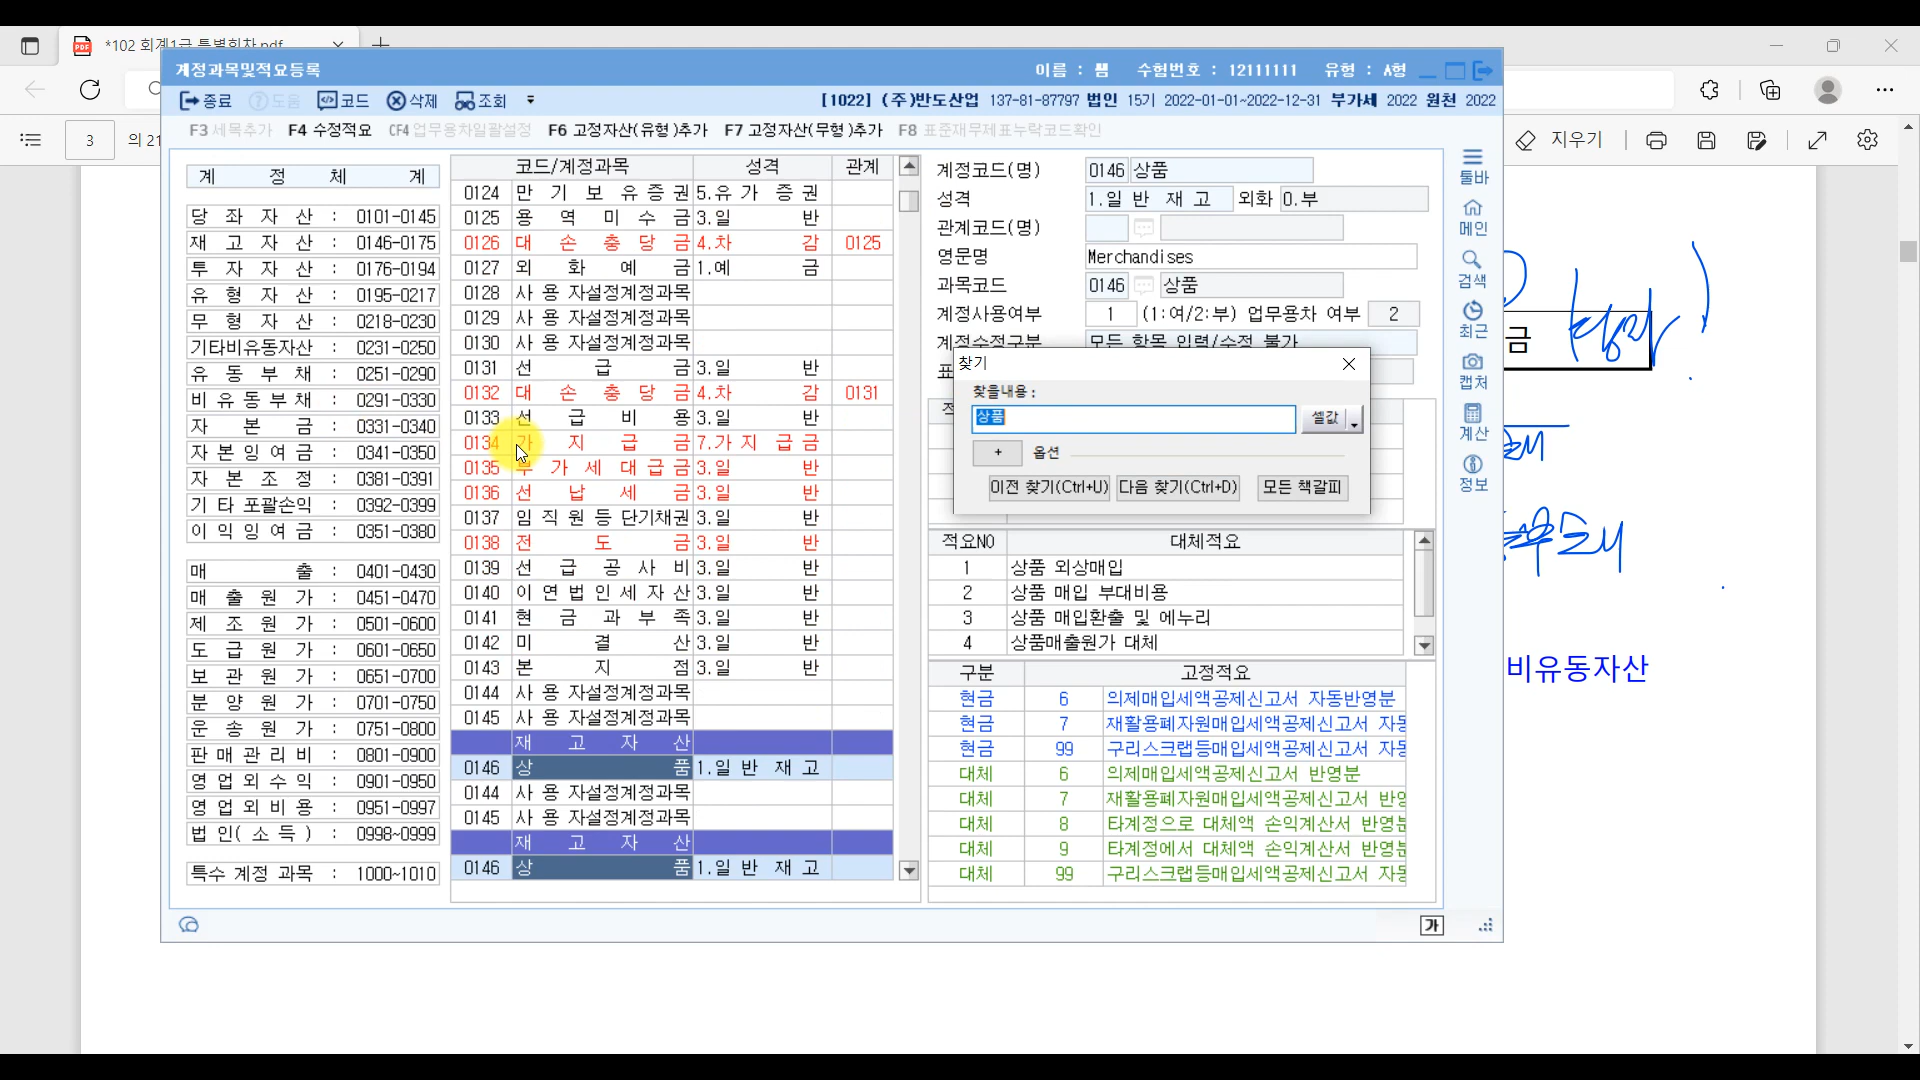 *102 회계1급 특별회차.pdf
계정과목및적요등록
이름 : 뿀 수험번호 : 12111111 유형 : A형
종료 도움 코드 삭제 조회
[1022] (주)반도산업 137-81-87797 법인 15기 2022-01-01~2022-12-31 부가세 2022 원천 2022
F3 세목추가 F4 수정적요 CF4 업무용차일괄설정 F6 고정자산(유형)추가 F7 고정자산(무형)추가 F8 표준재무제표누락코드확인
3 의 21
지우기
계 정 체 계
당 좌 자 산 : 0101-0145
재 고 자 산 : 0146-0175
투 자 자 산 : 0176-0194
유 형 자 산 : 0195-0217
무 형 자 산 : 0218-0230
기타비유동자산 : 0231-0250
유 동 부 채 : 0251-0290
비 유 동 부 채 : 0291-0330
자 본 금 : 0331-0340
자 본 잉 여 금 : 0341-0350
자 본 조 정 : 0381-0391
기 타 포괄손익 : 0392-0399
이 익 잉 여 금 : 0351-0380
매 출 : 0401-0430
매 출 원 가 : 0451-0470
제 조 원 가 : 0501-0600
도 급 원 가 : 0601-0650
보 관 원 가 : 0651-0700
분 양 원 가 : 0701-0750
운 송 원 가 : 0751-0800
판 매 관 리 비 : 0801-0900
영 업 외 수 익 : 0901-0950
영 업 외 비 용 : 0951-0997
법 인( 소 득 ) : 0998~0999
특수 계정 과목 : 1000~1010
코드/계정과목 성격 관계
0124 만 기 보 유 증 권 5.유 가 증 권
0125 용 역 미 수 금 3.일 반
0126 대 손 충 당 금 4.차 감 0125
0127 외 화 예 금 1.예 금
0128 사 용 자설정계정과목
0129 사 용 자설정계정과목
0130 사 용 자설정계정과목
0131 선 급 금 3.일 반
0132 대 손 충 당 금 4.차 감 0131
0133 선 급 비 용 3.일 반
0134 가 지 급 금 7.가 지 급 금
0135 부 가 세 대 급 금 3.일 반
0136 선 납 세 금 3.일 반
0137 임 직 원 등 단기채권 3.일 반
0138 전 도 금 3.일 반
0139 선 급 공 사 비 3.일 반
0140 이 연 법 인 세 자 산 3.일 반
0141 현 금 과 부 족 3.일 반
0142 미 결 산 3.일 반
0143 본 지 점 3.일 반
0144 사 용 자설정계정과목
0145 사 용 자설정계정과목
재 고 자 산
0146 상 품 1.일 반 재 고
0144 사 용 자설정계정과목
0145 사 용 자설정계정과목
재 고 자 산
0146 상 품 1.일 반 재 고
계정코드(명) 0146 상품
성격 1.일 반 재 고 외화 0.부
관계코드(명)
영문명 Merchandises
과목코드 0146 상품
계정사용여부 1 (1:여/2:부) 업무용차 여부 2
계정수정구분 모든 항목 입력/수정 불가
찾기
찾을내용:
상품 셀값
+ 옵션
이전 찾기(Ctrl+U) 다음 찾기(Ctrl+D) 모든 책갈피
적요NO 대체적요
1 상품 외상매입
2 상품 매입 부대비용
3 상품 매입환출 및 에누리
4 상품매출원가 대체
구분 고정적요
현금 6 의제매입세액공제신고서 자동반영분
현금 7 재활용폐자원매입세액공제신고서 자동
현금 99 구리스크랩등매입세액공제신고서 자동
대체 6 의제매입세액공제신고서 반영분
대체 7 재활용폐자원매입세액공제신고서 반영
대체 8 타계정으로 대체액 손익계산서 반영분
대체 9 타계정에서 대체액 손익계산서 반영분
대체 99 구리스크랩등매입세액공제신고서 자동
툴바
메인
검색
최근
캡처
계산
정보
가
금
비유동자산